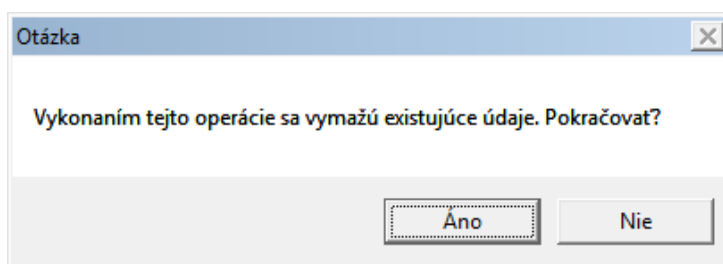 Otázka
Vykonaním tejto operácie sa vymažú existujúce údaje. Pokračovať?
Áno
Nie